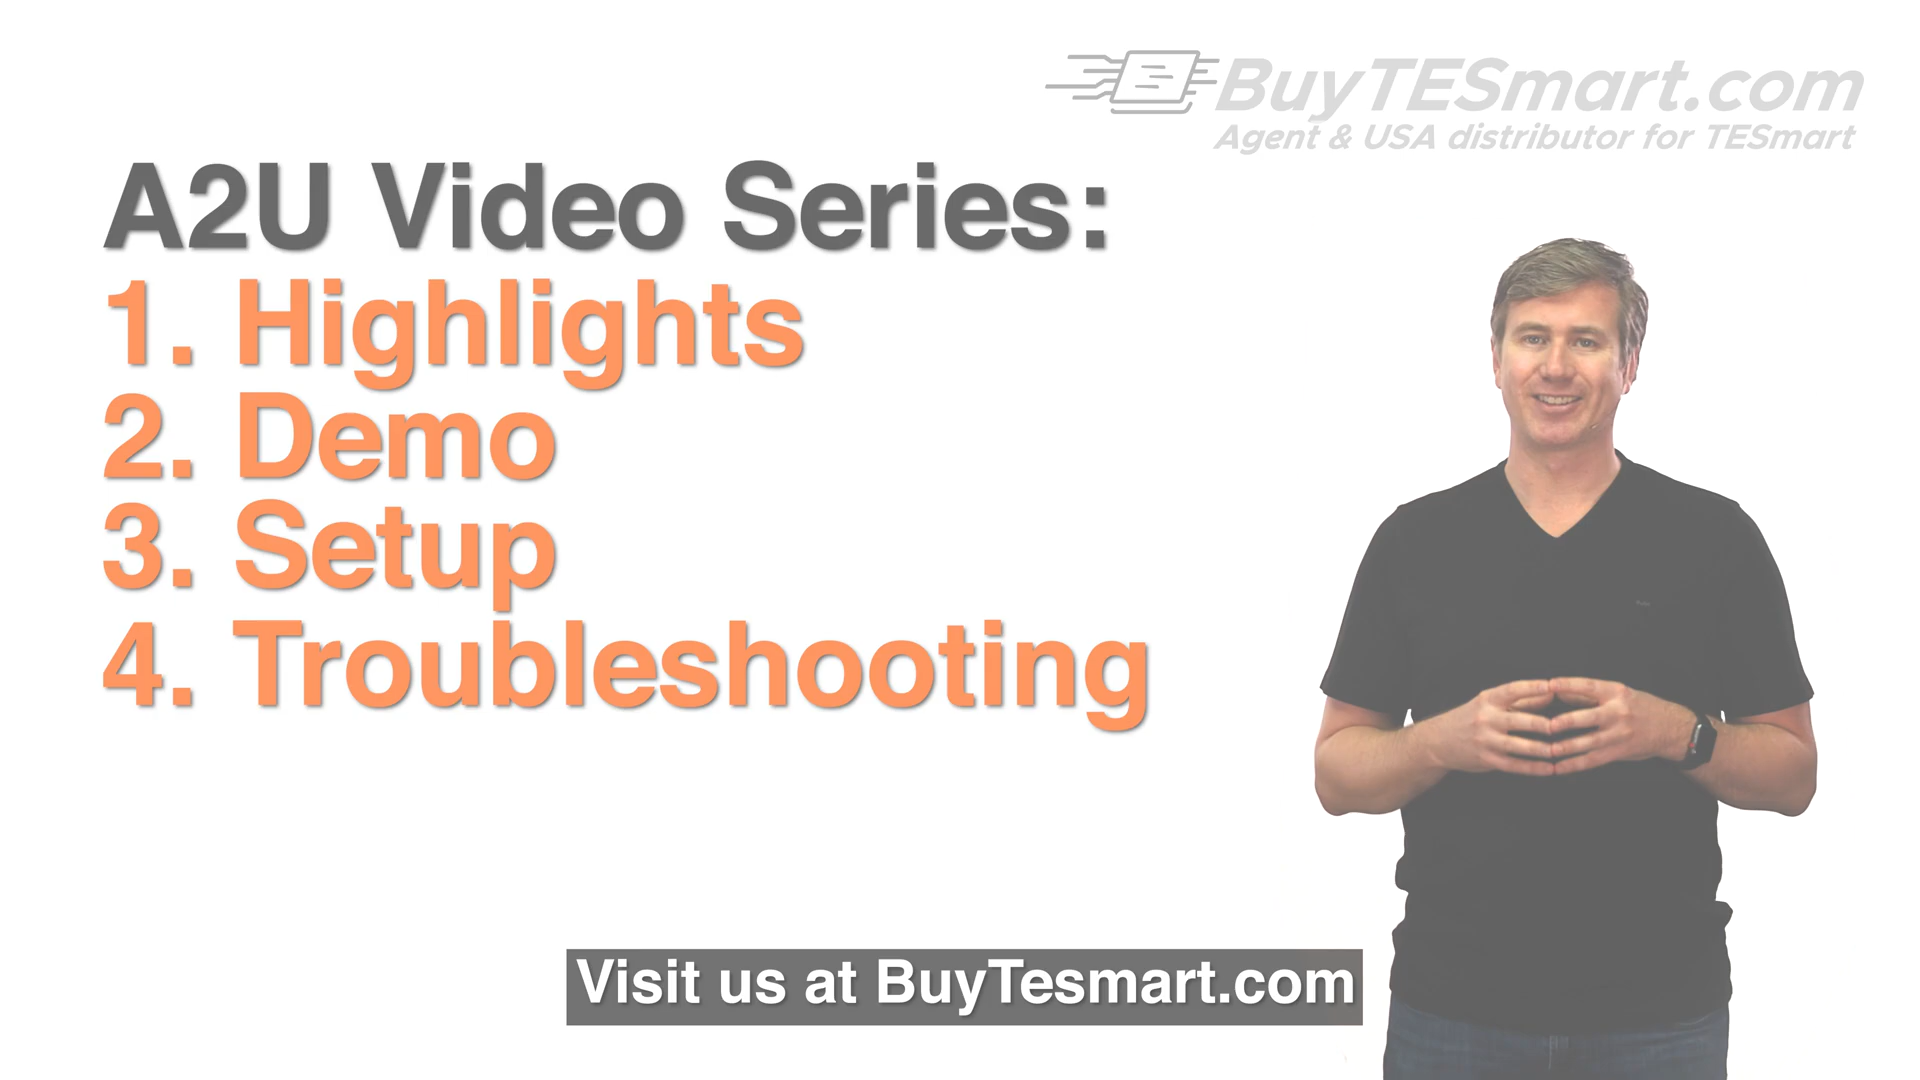 BuyTESmart.com
Agent & USA distributor for TESmart
A2U Video Series:
1. Highlights
2. Demo
3. Setup
4. Troubleshooting
Visit us at BuyTesmart.com